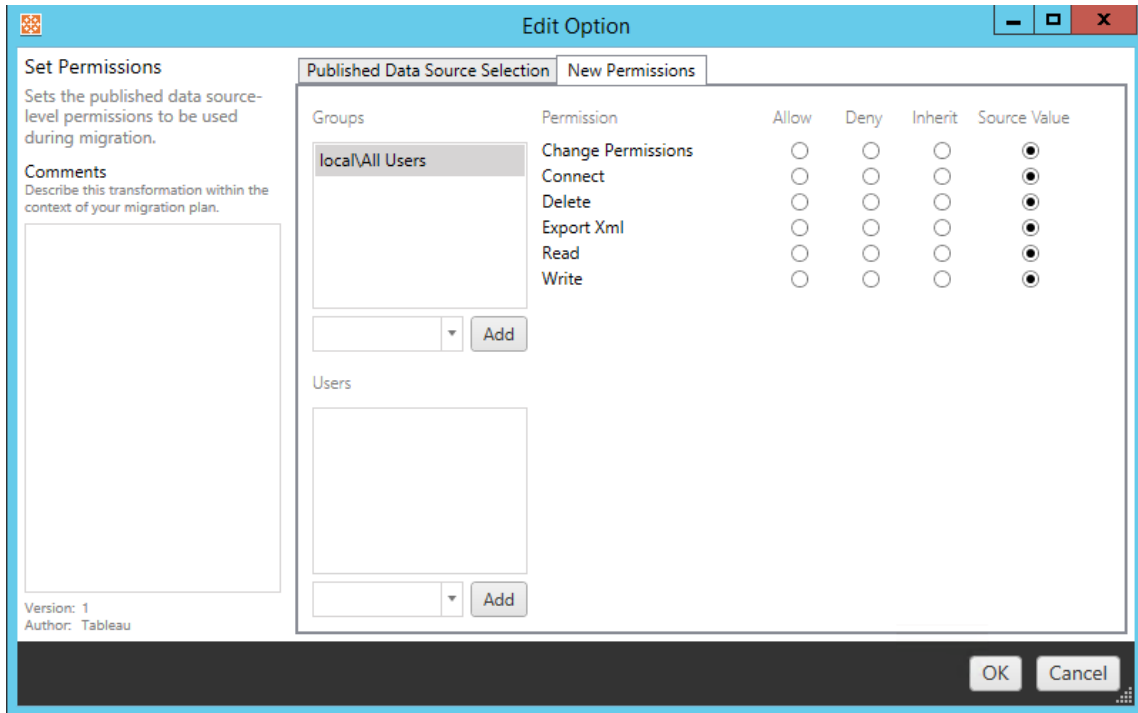 Edit Option
Set Permissions
Sets the published data source-
level permissions to be used
during migration.
Comments
Describe this transformation within the
context of your migration plan.
Version: 1
Author: Tableau
Published Data Source Selection New Permissions
Groups
local\All Users
Add
Users
Add
Permission Allow Deny Inherit Source Value
Change Permissions
Connect
Delete
Export Xml
Read
Write
OK Cancel